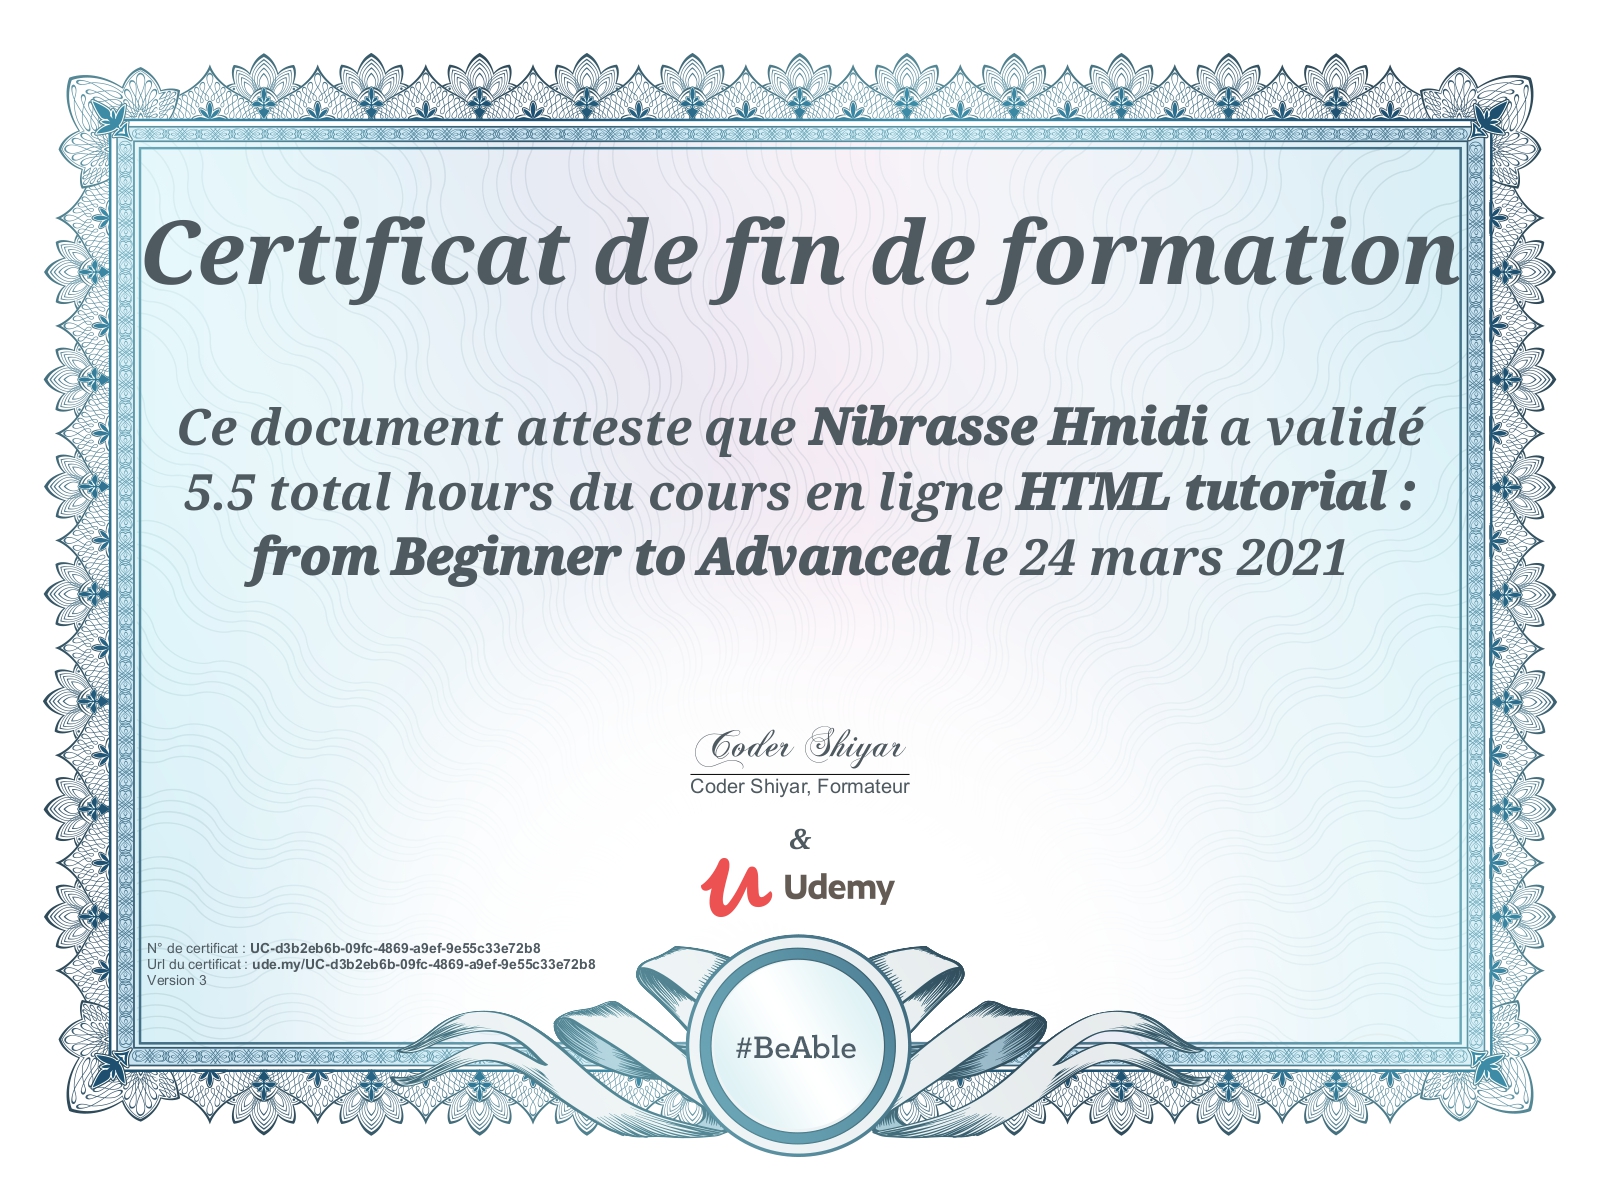 Certificat de fin de formation
Ce document atteste que Nibrasse Hmidi a validé
5.5 total hours du cours en ligne HTML tutorial :
from Beginner to Advanced le 24 mars 2021
Coder Shiyar
Coder Shiyar, Formateur
&
Udemy
N° de certificat : UC-d3b2eb6b-09fc-4869-a9ef-9e55c33e72b8
Url du certificat : ude.my/UC-d3b2eb6b-09fc-4869-a9ef-9e55c33e72b8
Version 3
#BeAble